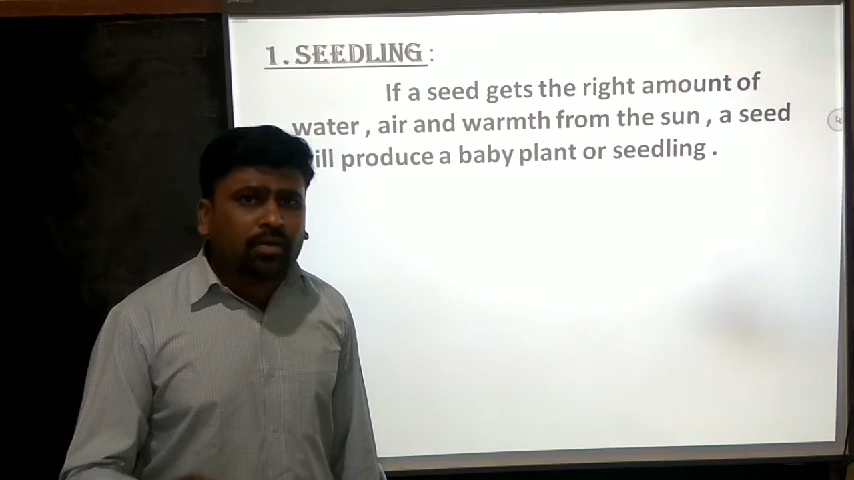 1. SEEDLING :
If a seed gets the right amount of
water , air and warmth from the sun , a seed
ill produce a baby plant or seedling .